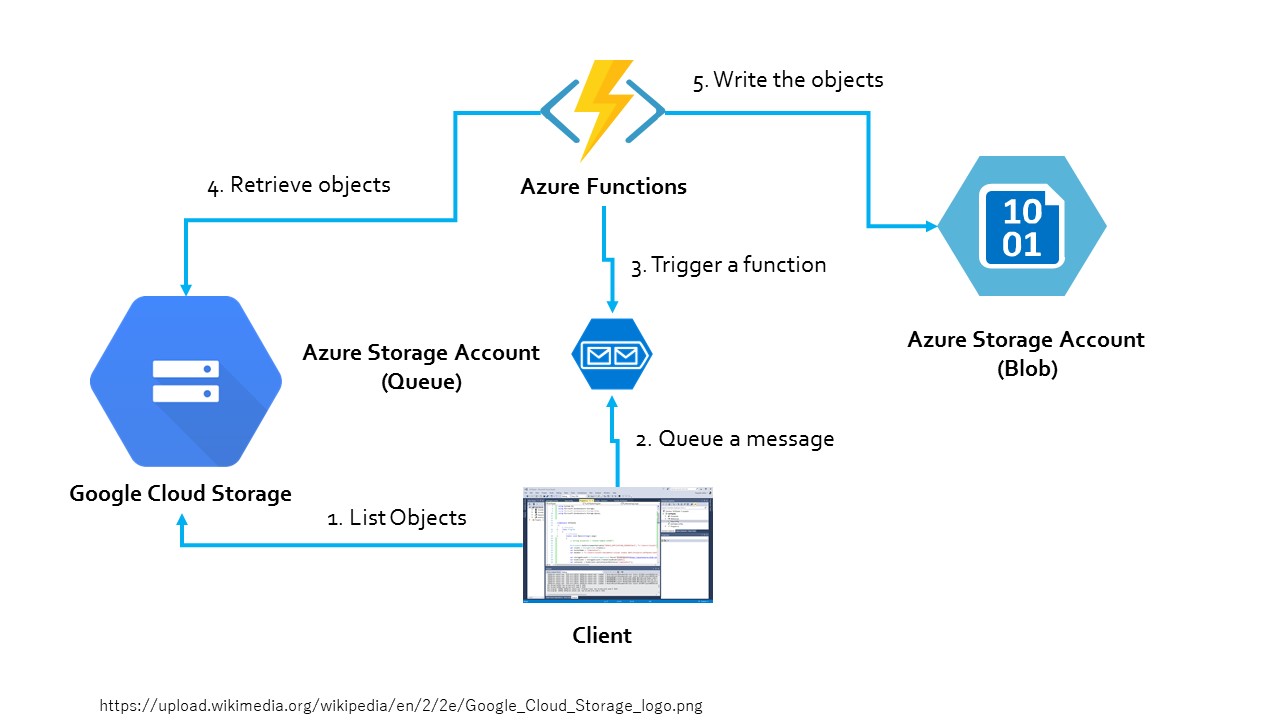 5. Write the objects
4. Retrieve objects
Azure Functions
10
01
3. Trigger a function
Azure Storage Account
(Queue)
Azure Storage Account
(Blob)
2. Queue a message
Google Cloud Storage
1. List Objects
Client
https://upload.wikimedia.org/wikipedia/en/2/2e/Google_Cloud_Storage_logo.png